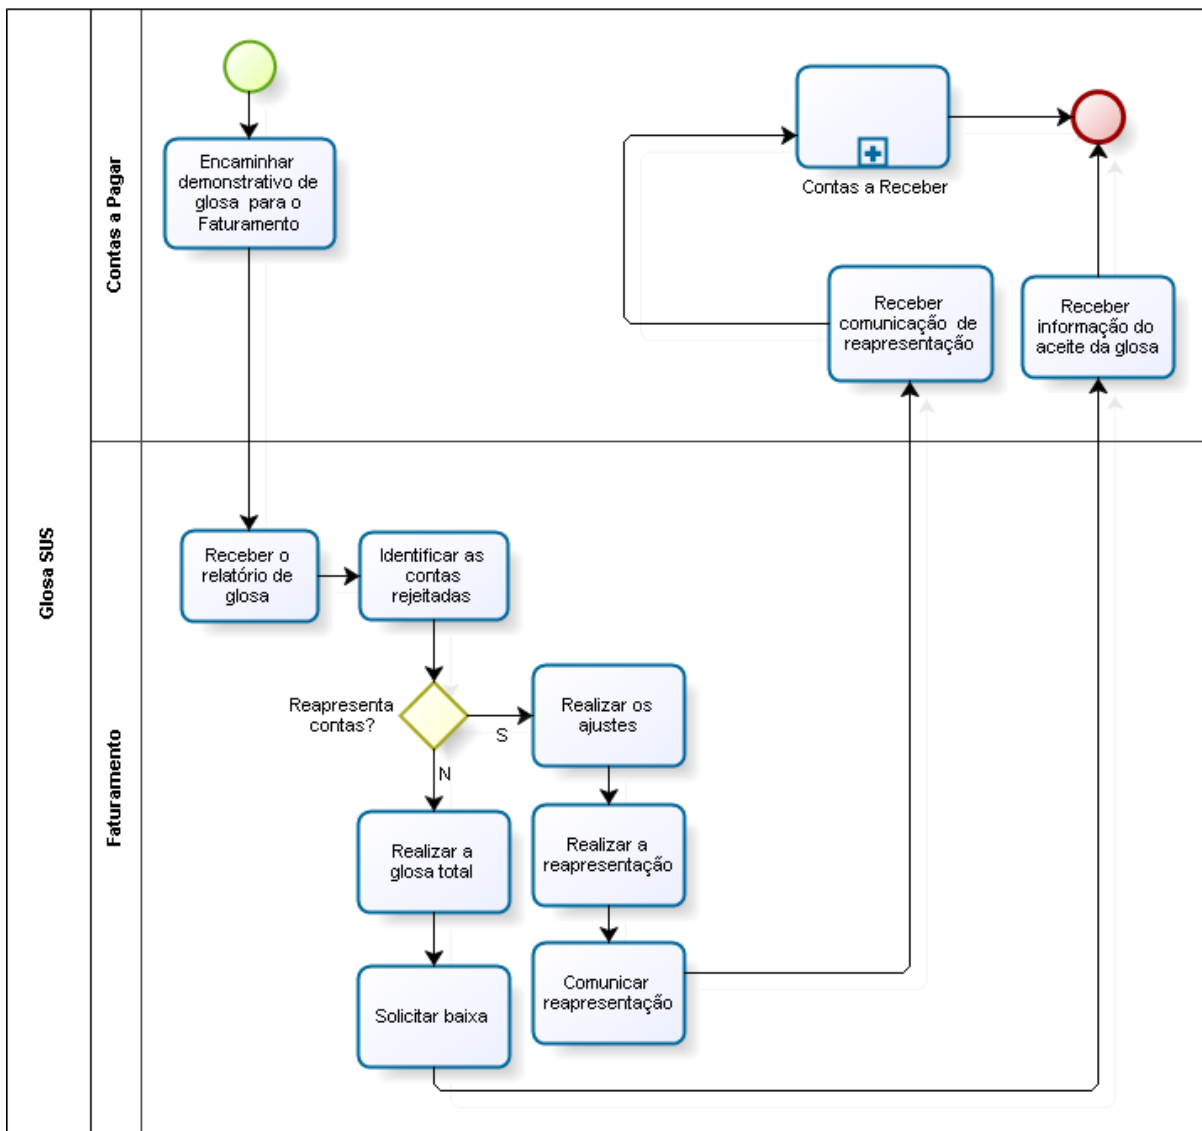 Glosa SUS
Contas a Pagar
Encaminhar
demonstrativo de
glosa para o
Faturamento
Contas a Receber
Receber
comunicação de
reapresentação
Receber
informação do
aceite da glosa
Faturamento
Receber o
relatório de
glosa
Identificar as
contas
rejeitadas
Reapresenta
contas?
S
N
Realizar os
ajustes
Realizar a
glosa total
Realizar a
reapresentação
Solicitar baixa
Comunicar
reapresentação